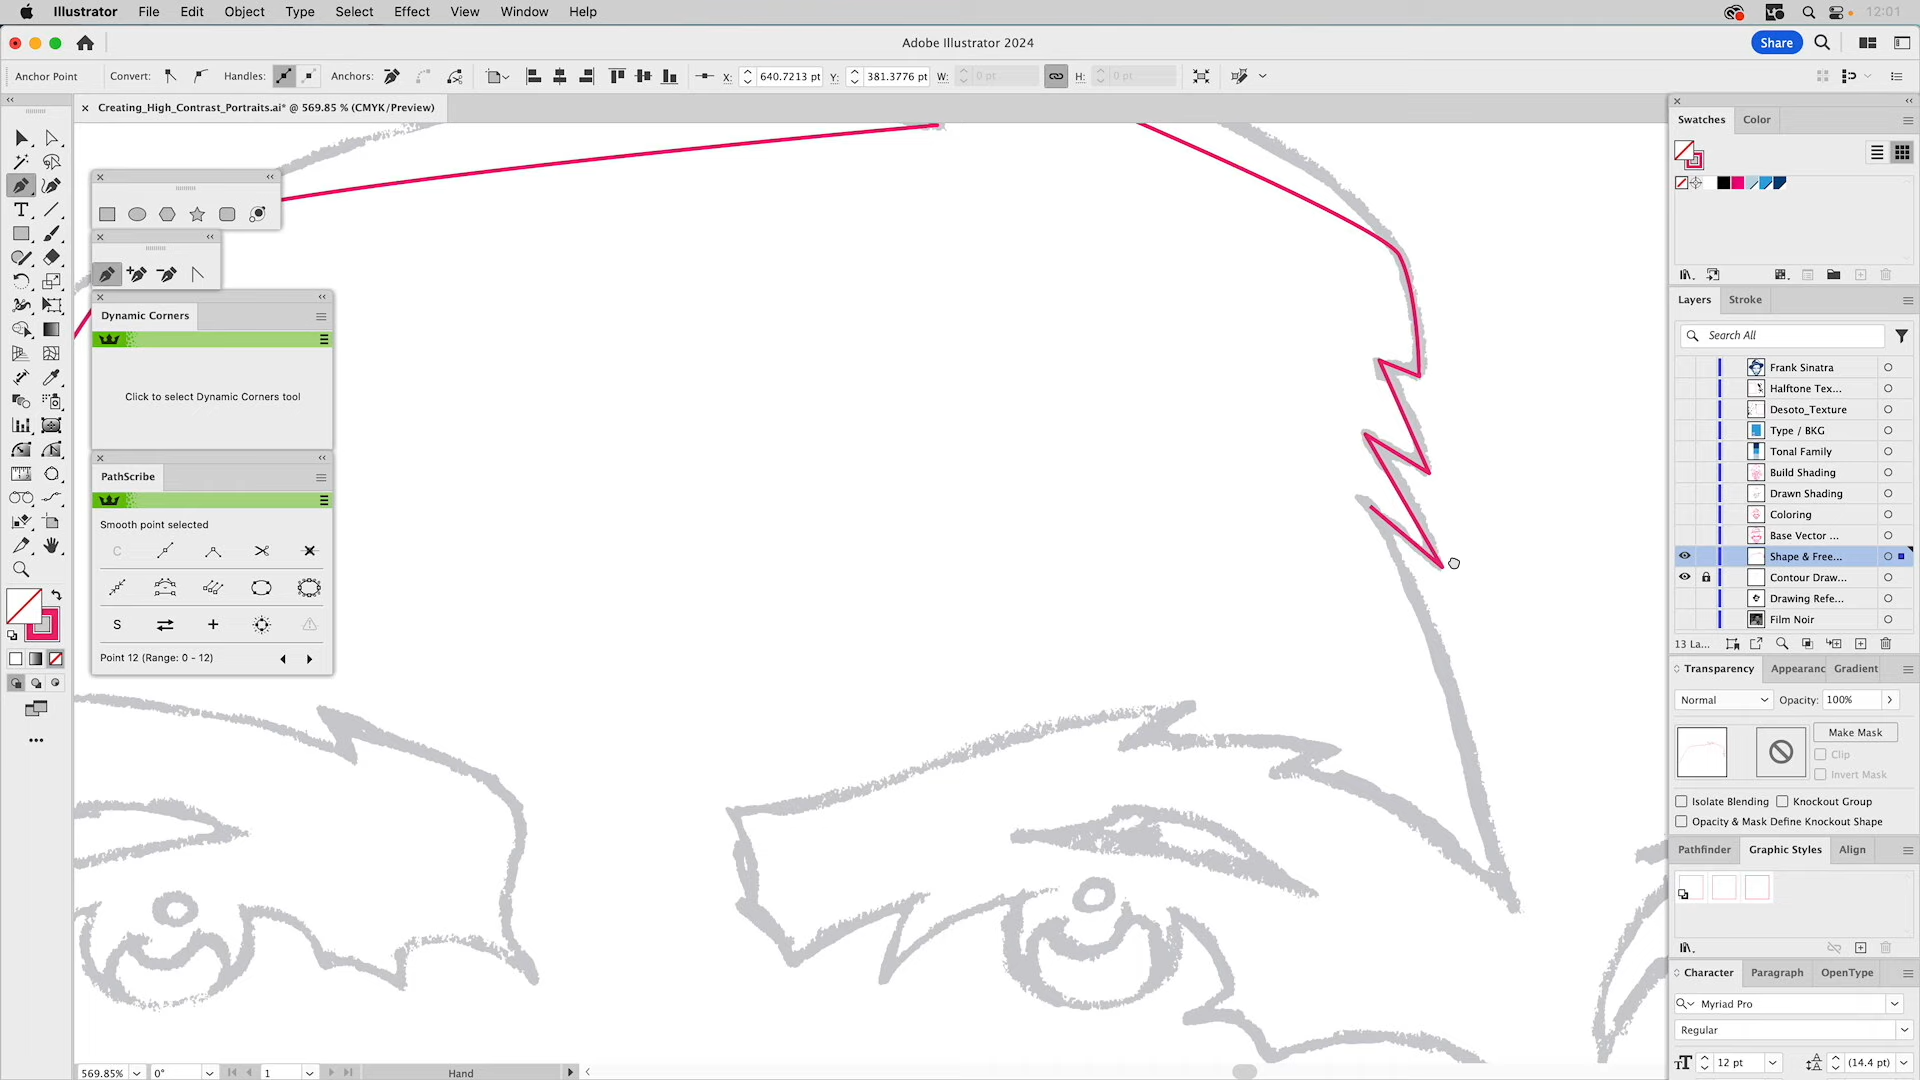 Illustrator File Edit Object Type Select Effect View Window Help 12:01
Adobe Illustrator 2024
Share
Anchor Point Convert: Handles: Anchors: X: 640.7213 pt Y: 381.3776 pt W: 0 pt H: 0 pt
Creating_High_Contrast_Portraits.ai* @ 569.85 % (CMYK/Preview)
Swatches Color
Dynamic Corners
Click to select Dynamic Corners tool
PathScribe
Smooth point selected
C
S
Point 12 (Range: 0 - 12)
Layers Stroke
Search All
Frank Sinatra
Halftone Tex...
Desoto_Texture
Type / BKG
Tonal Family
Build Shading
Drawn Shading
Coloring
Base Vector ...
Shape & Free...
Contour Draw...
Drawing Refe...
Film Noir
13 La...
Transparency Appearanc Gradient
Normal Opacity: 100%
Make Mask
Clip
Invert Mask
Isolate Blending Knockout Group
Opacity & Mask Define Knockout Shape
Pathfinder Graphic Styles Align
Character Paragraph OpenType
Myriad Pro
Regular
12 pt (14.4 pt)
569.85% 0° 1 Hand